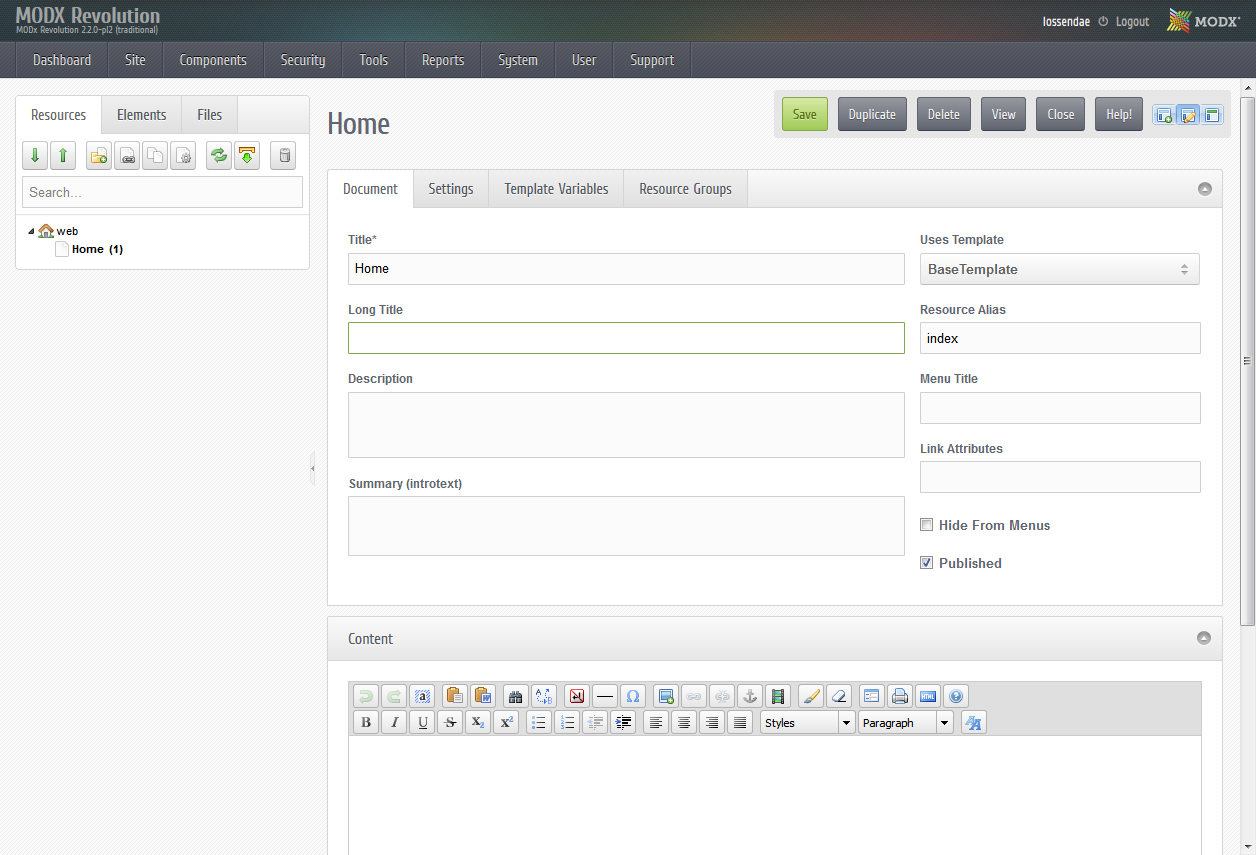 MODX Revolution
MODx Revolution 2.2.0-pl2 (traditional)
lossendae Logout MODX
Dashboard Site Components Security Tools Reports System User Support
Resources Elements Files
Search...
web
Home (1)
Home
Save Duplicate Delete View Close Help!
Document Settings Template Variables Resource Groups
Title*
Home
Uses Template
BaseTemplate
Long Title
Resource Alias
index
Description
Menu Title
Link Attributes
Summary (introtext)
Hide From Menus
Published
Content
HTML
B I U S X2 X2
Styles Paragraph